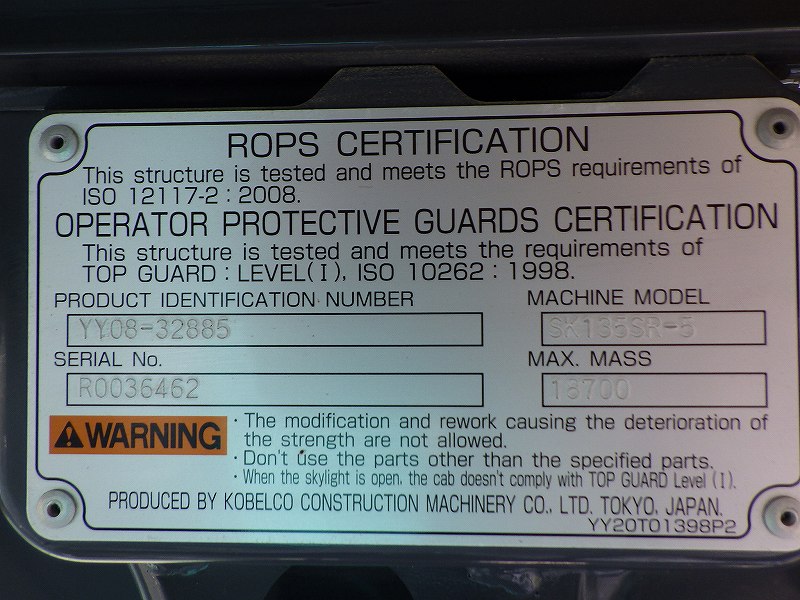 ROPS CERTIFICATION
This structure is tested and meets the ROPS requirements of
ISO 12117-2 : 2008.
OPERATOR PROTECTIVE GUARDS CERTIFICATION
This structure is tested and meets the requirements of
TOP GUARD : LEVEL(I), ISO 10262 : 1998.
PRODUCT IDENTIFICATION NUMBER
MACHINE MODEL
YY08-32885
SK135SR-5
SERIAL No.
MAX. MASS
R0036462
18700
WARNING
· The modification and rework causing the deterioration of
the strength are not allowed.
· Don't use the parts other than the specified parts.
· When the skylight is open, the cab doesn't comply with TOP GUARD Level (I).
PRODUCED BY KOBELCO CONSTRUCTION MACHINERY CO., LTD. TOKYO, JAPAN.
YY20T01398P2